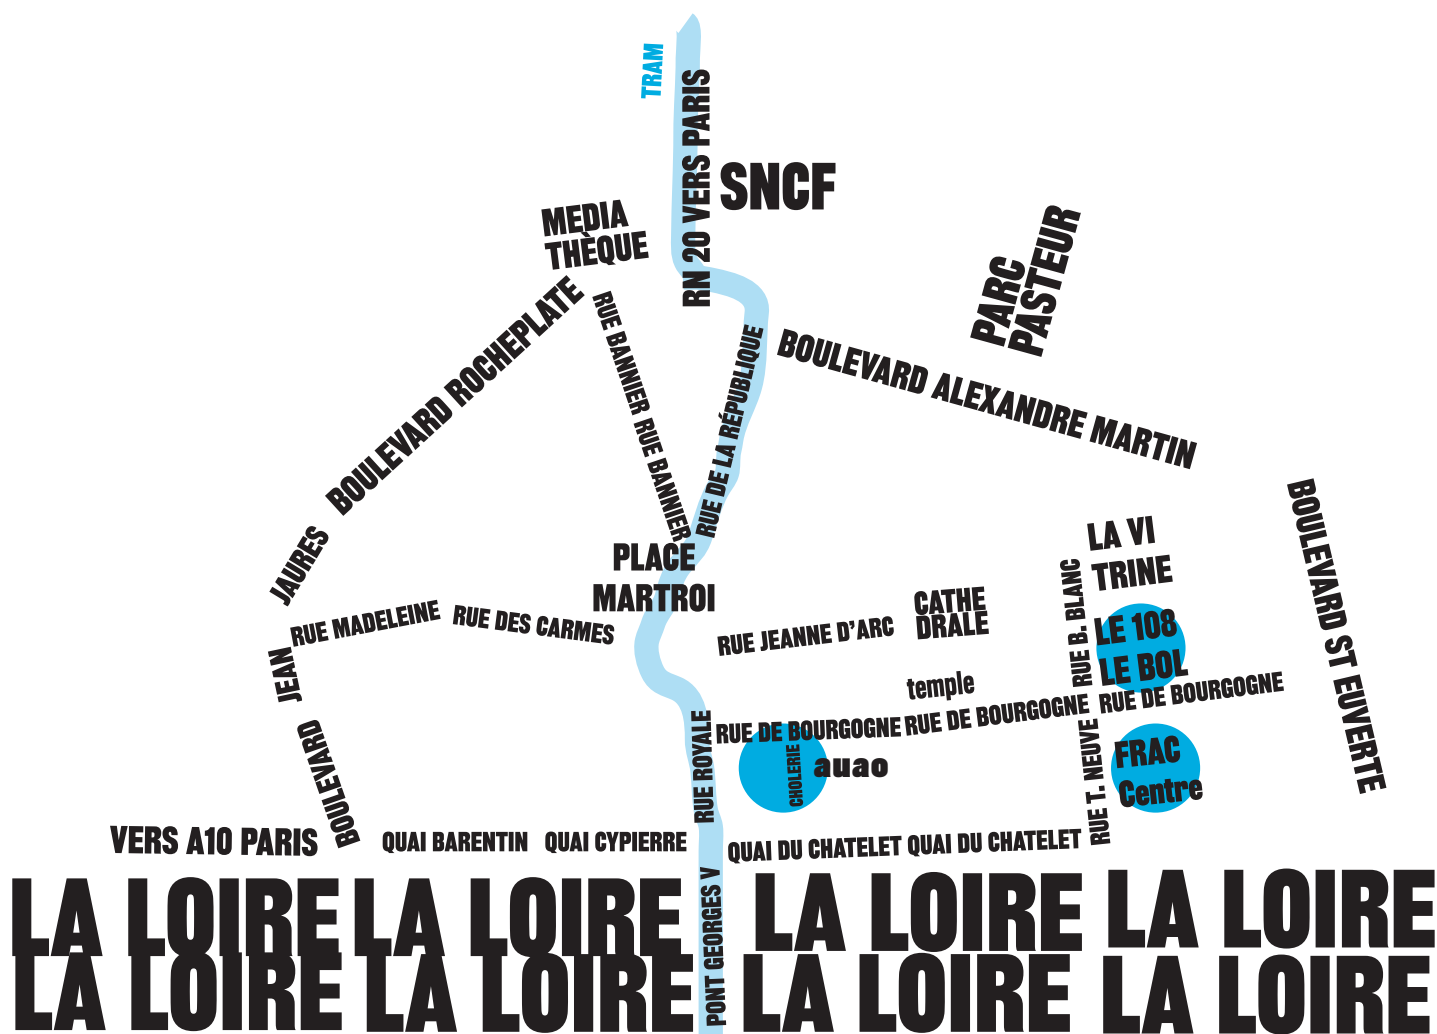 TRAM
RN 20 VERS PARIS
SNCF
MEDIA
THÈQUE
PARC
PASTEUR
BOULEVARD ROCHEPLATE
RUE BANNIER RUE BANNIER
RUE DE LA RÉPUBLIQUE
BOULEVARD ALEXANDRE MARTIN
BOULEVARD ST EUVERTE
JAURES
PLACE
MARTROI
LA VI
TRINE
LE 108
LE BOL
RUE B. BLANC
CATHE
DRALE
RUE MADELEINE
RUE DES CARMES
RUE JEANNE D'ARC
JEAN
temple
RUE DE BOURGOGNE RUE DE BOURGOGNE RUE DE BOURGOGNE
RUE ROYALE
CHOLERIE
auao
RUE T. NEUVE
FRAC
Centre
BOULEVARD
VERS A10 PARIS
QUAI BARENTIN
QUAI CYPIERRE
QUAI DU CHATELET QUAI DU CHATELET
PONT GEORGES V
LA LOIRE LA LOIRE LA LOIRE LA LOIRE
LA LOIRE LA LOIRE LA LOIRE LA LOIRE